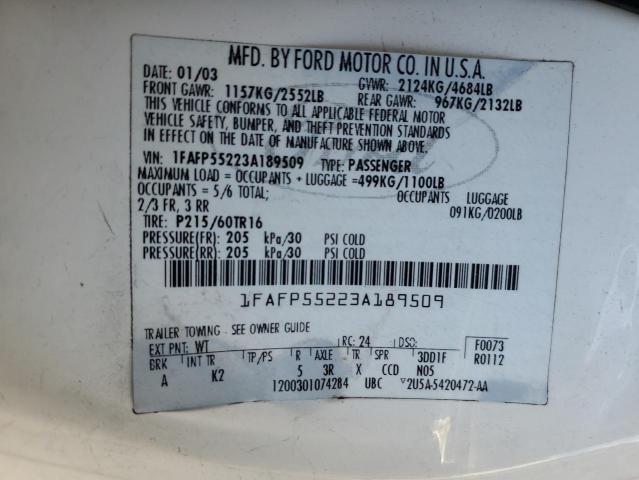 MFD. BY FORD MOTOR CO. IN U.S.A.
DATE: 01/03 GVWR: 2124KG/4684LB
FRONT GAWR: 1157KG/2552LB REAR GAWR: 967KG/2132LB
THIS VEHICLE CONFORMS TO ALL APPLICABLE FEDERAL MOTOR
VEHICLE SAFETY, BUMPER, AND THEFT PREVENTION STANDARDS
IN EFFECT ON THE DATE OF MANUFACTURE SHOWN ABOVE.
VIN: 1FAFP55223A189509 TYPE: PASSENGER
MAXIMUM LOAD = OCCUPANTS + LUGGAGE =499KG/1100LB
OCCUPANTS = 5/6 TOTAL; OCCUPANTS LUGGAGE
2/3 FR, 3 RR 091KG/0200LB
TIRE: P215/60TR16
PRESSURE(FR): 205 kPa/30 PSI COLD
PRESSURE(RR): 205 kPa/30 PSI COLD
1FAFP55223A189509
TRAILER TOWING - SEE OWNER GUIDE
EXT PNT: WT RC: 24 DSO: F0073
BRK INT TR TP/PS R AXLE TR SPR 3DD1F R0112
A K2 5 3R X CCD N05
1200301074284 UBC 2U5A-5420472-AA